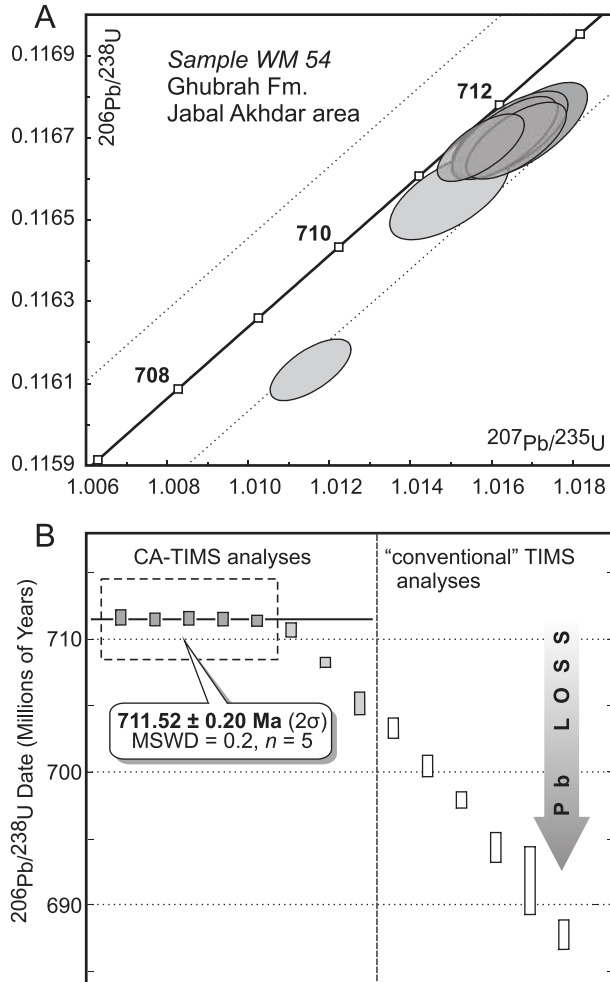 A
206Pb/238U
Sample WM 54
Ghubrah Fm.
Jabal Akhdar area
0.1169
0.1167
0.1165
0.1163
0.1161
0.1159
712
710
708
207Pb/235U
1.006
1.008
1.010
1.012
1.014
1.016
1.018
B
CA-TIMS analyses
“conventional” TIMS
analyses
206Pb/238U Date (Millions of Years)
710
700
690
711.52 ± 0.20 Ma (2σ)
MSWD = 0.2, n = 5
Pb LOSS